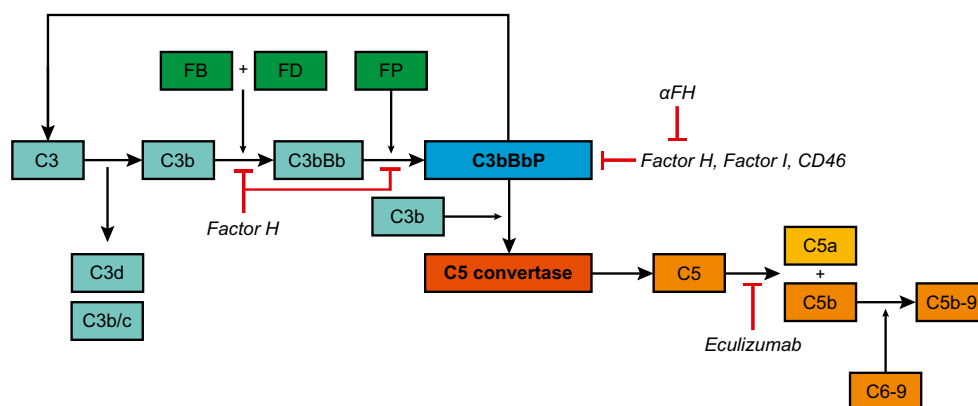 FB + FD
FP
αFH
C3
C3b
C3bBb
C3bBbP
Factor H, Factor I, CD46
Factor H
C3b
C3d
C3b/c
C5 convertase
C5
C5a
+
C5b
C5b-9
Eculizumab
C6-9